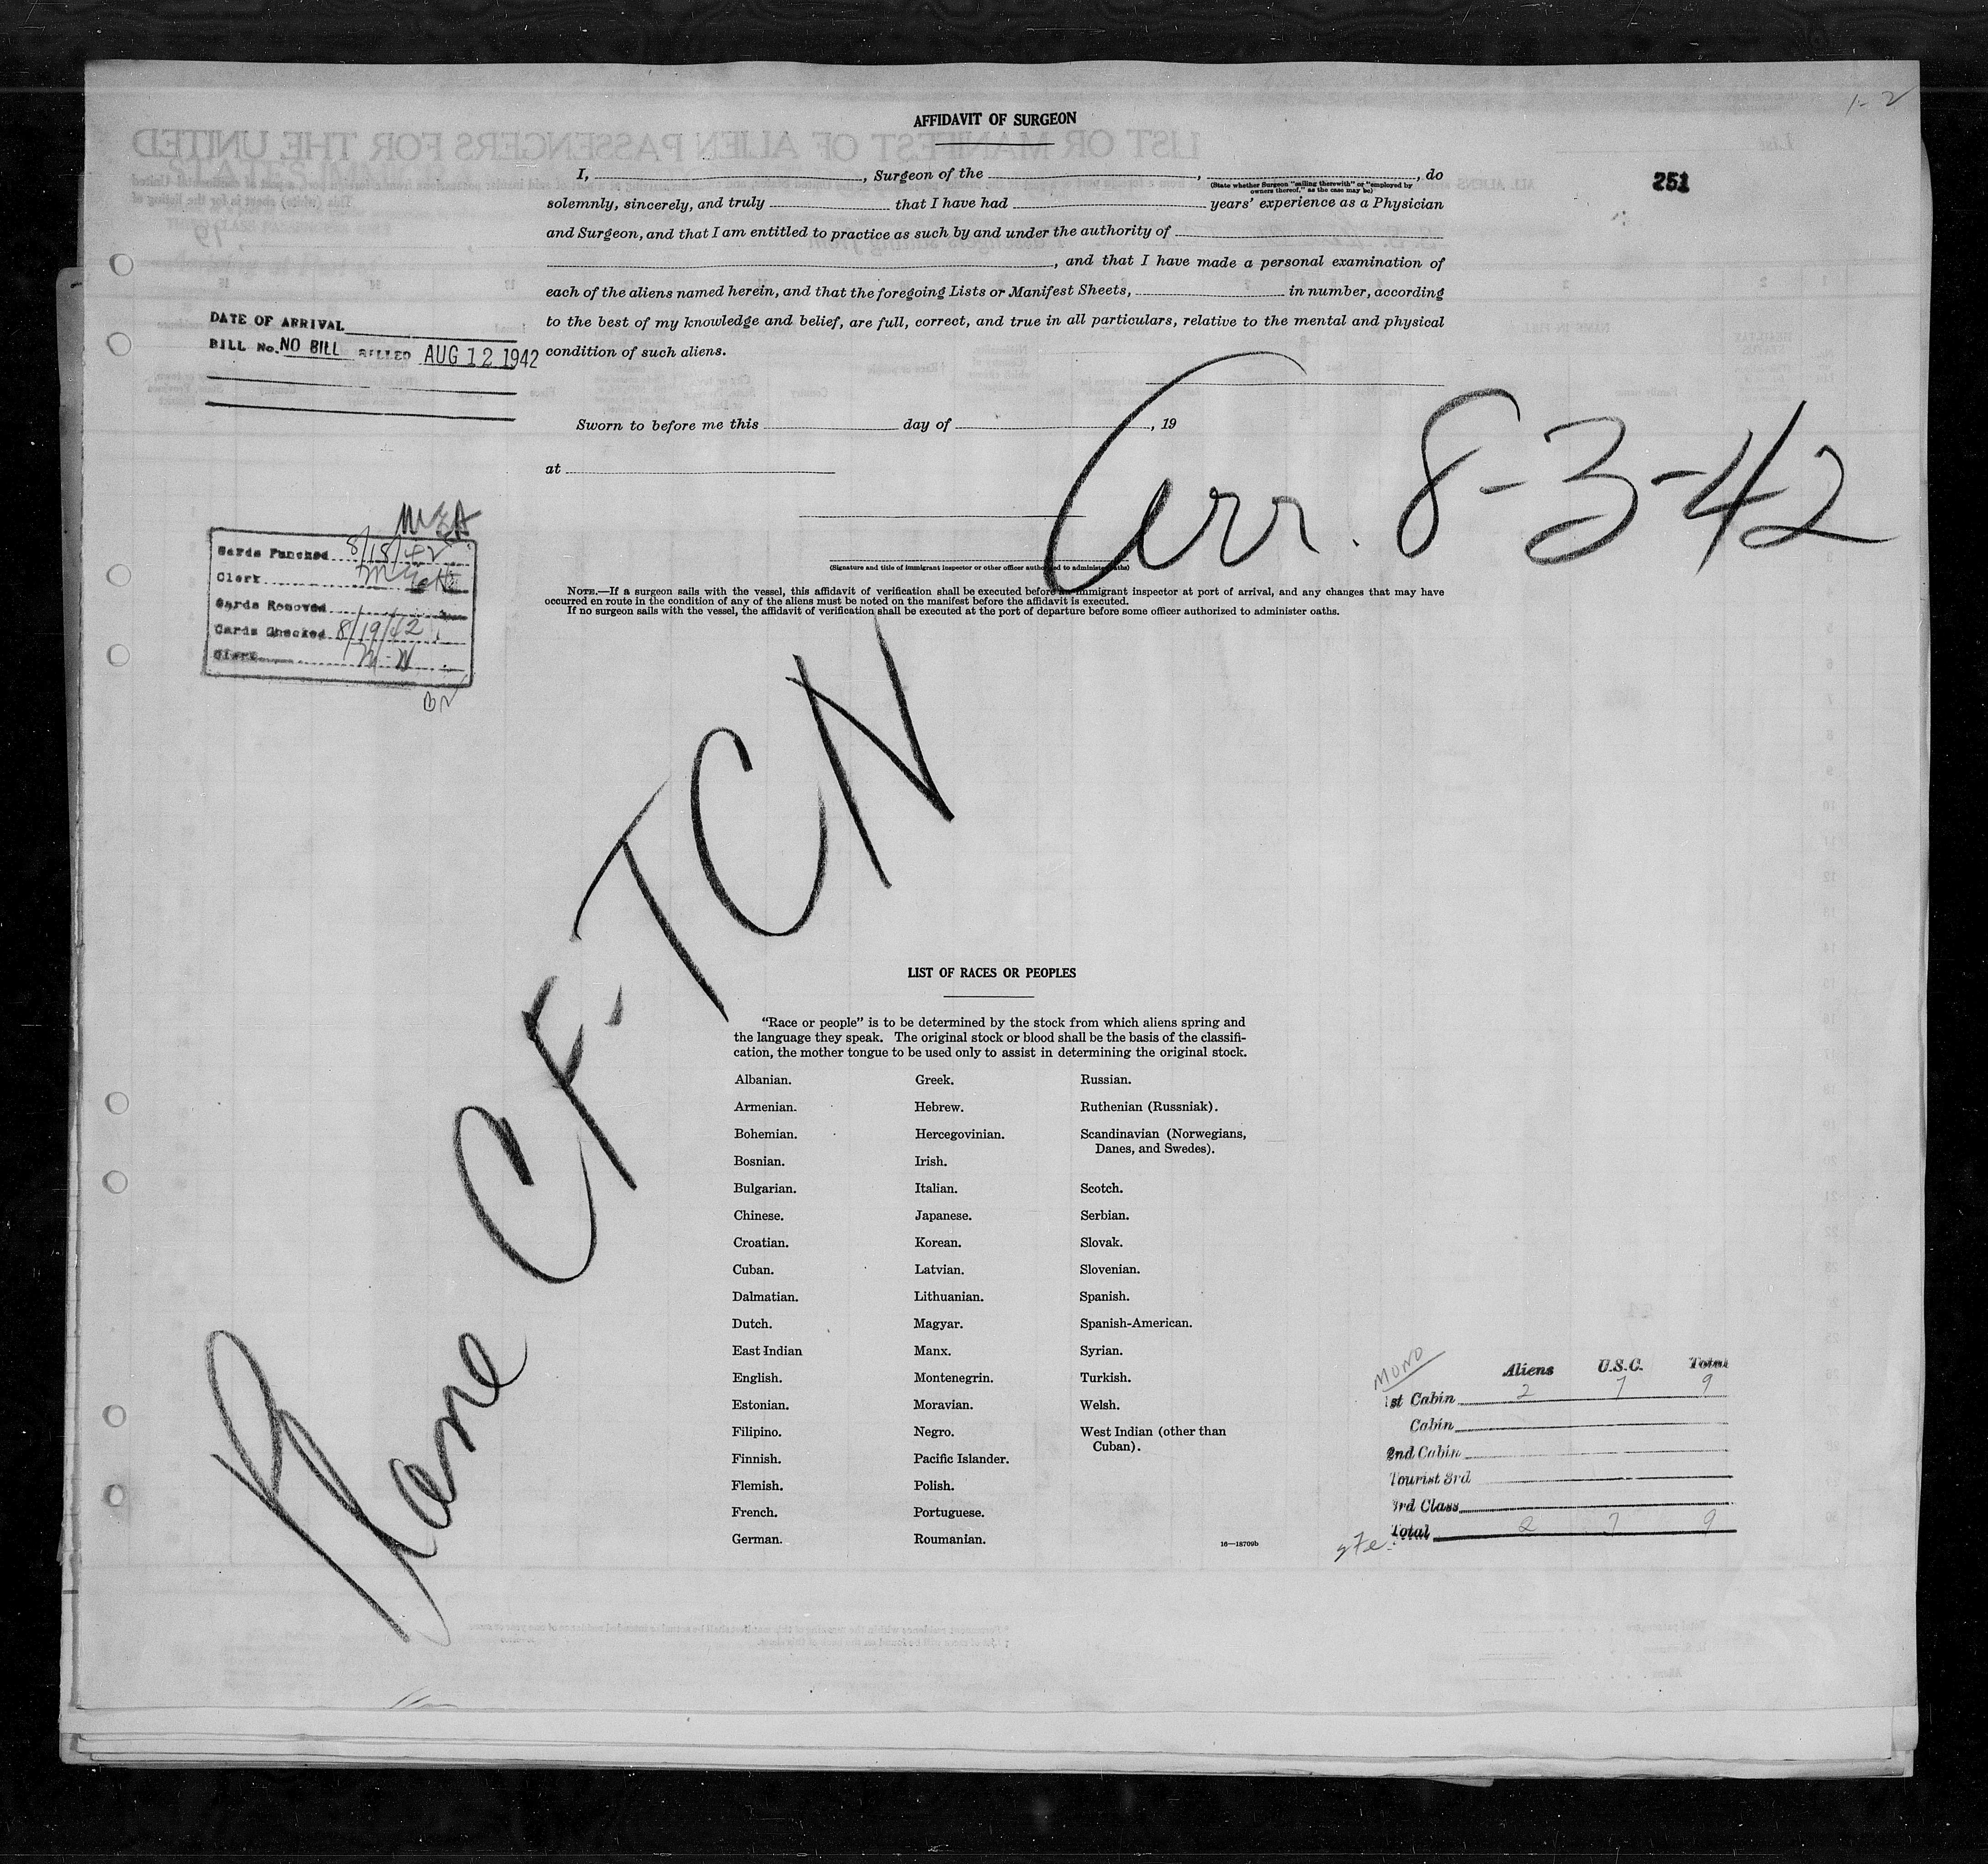 1-2
AFFIDAVIT OF SURGEON
251
I, , Surgeon of the , , do
(State whether Surgeon "sailing therewith" or "employed by
owners thereof," as the case may be)
solemnly, sincerely, and truly that I have had years' experience as a Physician
and Surgeon, and that I am entitled to practice as such by and under the authority of
, and that I have made a personal examination of
each of the aliens named herein, and that the foregoing Lists or Manifest Sheets, in number, according
to the best of my knowledge and belief, are full, correct, and true in all particulars, relative to the mental and physical
condition of such aliens.
DATE OF ARRIVAL
BILL No. NO BILL BILLED AUG 12 1942
Sworn to before me this day of , 19
at
Arr. 8-3-42
(Signature and title of immigrant inspector or other officer authorized to administer oaths)
NOTE.—If a surgeon sails with the vessel, this affidavit of verification shall be executed before an immigrant inspector at port of arrival, and any changes that may have
occurred en route in the condition of any of the aliens must be noted on the manifest before the affidavit is executed.
If no surgeon sails with the vessel, the affidavit of verification shall be executed at the port of departure before some officer authorized to administer oaths.
Cards Punched 8/18/42
Clerk
Cards Removed
Cards Checked 8/19/42
Clerk
Plane CF-TCN
LIST OF RACES OR PEOPLES
"Race or people" is to be determined by the stock from which aliens spring and
the language they speak. The original stock or blood shall be the basis of the classifi-
cation, the mother tongue to be used only to assist in determining the original stock.
Albanian.
Armenian.
Bohemian.
Bosnian.
Bulgarian.
Chinese.
Croatian.
Cuban.
Dalmatian.
Dutch.
East Indian
English.
Estonian.
Filipino.
Finnish.
Flemish.
French.
German.
Greek.
Hebrew.
Hercegovinian.
Irish.
Italian.
Japanese.
Korean.
Latvian.
Lithuanian.
Magyar.
Manx.
Montenegrin.
Moravian.
Negro.
Pacific Islander.
Polish.
Portuguese.
Roumanian.
Russian.
Ruthenian (Russniak).
Scandinavian (Norwegians,
Danes, and Swedes).
Scotch.
Serbian.
Slovak.
Slovenian.
Spanish.
Spanish-American.
Syrian.
Turkish.
Welsh.
West Indian (other than
Cuban).
16—18709b
MONO
Aliens U.S.C. Total
1st Cabin 2 7 9
Cabin
2nd Cabin
Tourist 3rd
3rd Class
Total 2 7 9